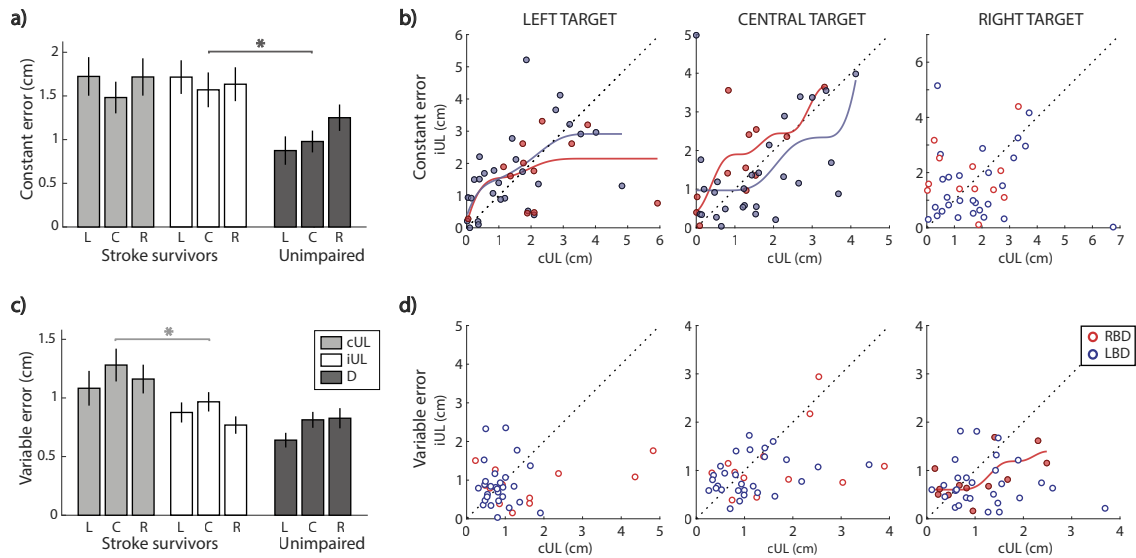 a)
Constant error (cm)
2
1.5
1
0.5
0
*
L C R L C R L C R
Stroke survivors Unimpaired
b)
LEFT TARGET CENTRAL TARGET RIGHT TARGET
Constant error
iUL (cm)
6
5
4
3
2
1
0
0 1 2 3 4 5 6
cUL (cm)
5
4
3
2
1
0
0 1 2 3 4 5
cUL (cm)
6
4
2
0
0 2 4 6
cUL (cm)
c)
Variable error (cm)
1.5
1
0.5
0
*
cUL
iUL
D
L C R L C R L C R
Stroke survivors Unimpaired
d)
Variable error
iUL (cm)
5
4
3
2
1
0
0 1 2 3 4 5
cUL (cm)
4
3
2
1
0
0 1 2 3 4
cUL (cm)
4
3
2
1
0
0 1 2 3 4
cUL (cm)
RBD
LBD